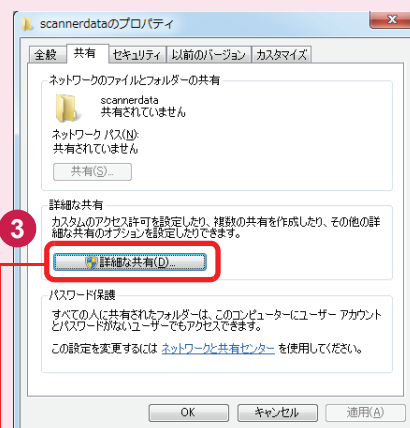 scannerdataのプロパティ
全般 共有 セキュリティ 以前のバージョン カスタマイズ
ネットワークのファイルとフォルダーの共有
scannerdata
共有されていません
ネットワーク パス(N):
共有されていません
共有(S)...
詳細な共有
カスタムのアクセス許可を設定したり、複数の共有を作成したり、その他の詳
細な共有のオプションを設定したりできます。
3
詳細な共有(D)...
パスワード保護
すべての人に共有されたフォルダーは、このコンピューターにユーザー アカウント
とパスワードがないユーザーでもアクセスできます。
この設定を変更するには ネットワークと共有センター を使用してください。
OK キャンセル 適用(A)